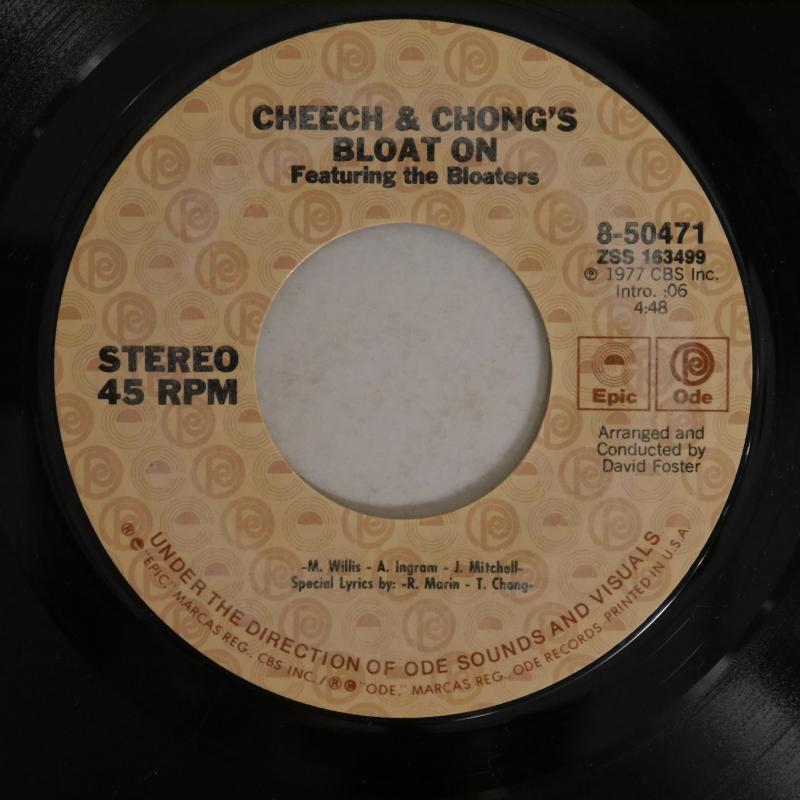 CHEECH & CHONG'S
BLOAT ON
Featuring the Bloaters
8-50471
ZSS 163499
℗ 1977 CBS Inc.
Intro. :06
4:48
STEREO
45 RPM
Epic
Ode
Arranged and
Conducted by
David Foster
-M. Willis - A. Ingram - J. Mitchell-
Special Lyrics by: -R. Marin - T. Chong-
UNDER THE DIRECTION OF ODE SOUNDS AND VISUALS
® "EPIC," MARCAS REG., CBS INC. / ® "ODE," MARCAS REG., ODE RECORDS. PRINTED IN U.S.A.